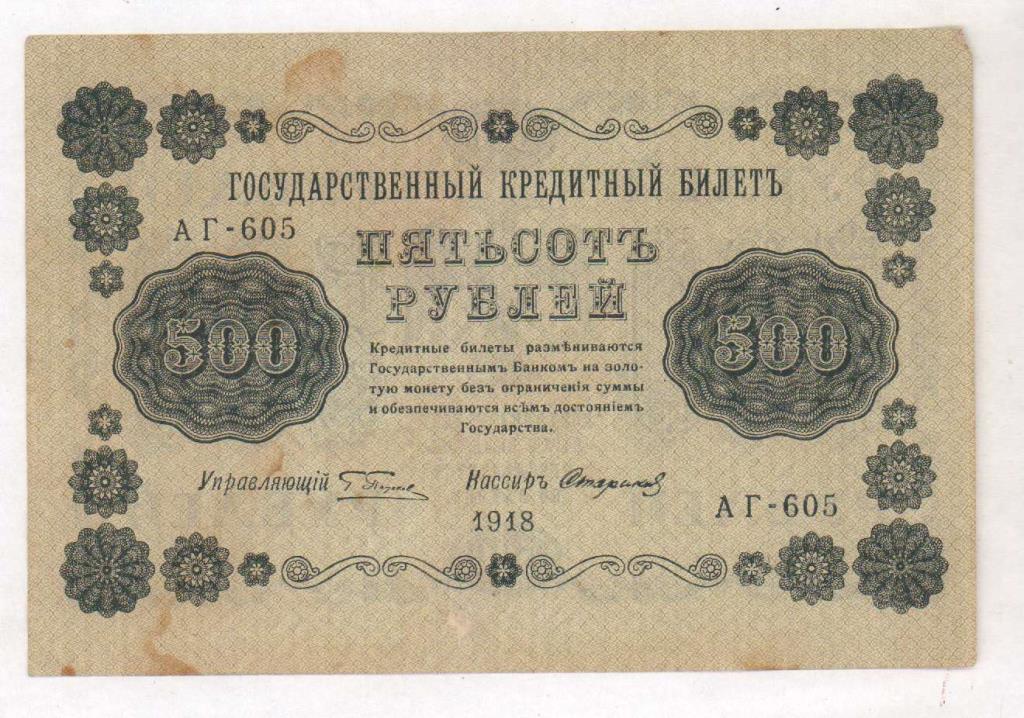 ГОСУДАРСТВЕННЫЙ КРЕДИТНЫЙ БИЛЕТЪ
АГ-605
ПЯТЬСОТЪ
РУБЛЕЙ
500
500
Кредитные билеты размѣниваются
Государственнымъ Банкомъ на золо-
тую монету безъ ограниченія суммы
и обезпечиваются всѣмъ достояніемъ
Государства.
Управляющій
Кассиръ Стариков
1918
АГ-605